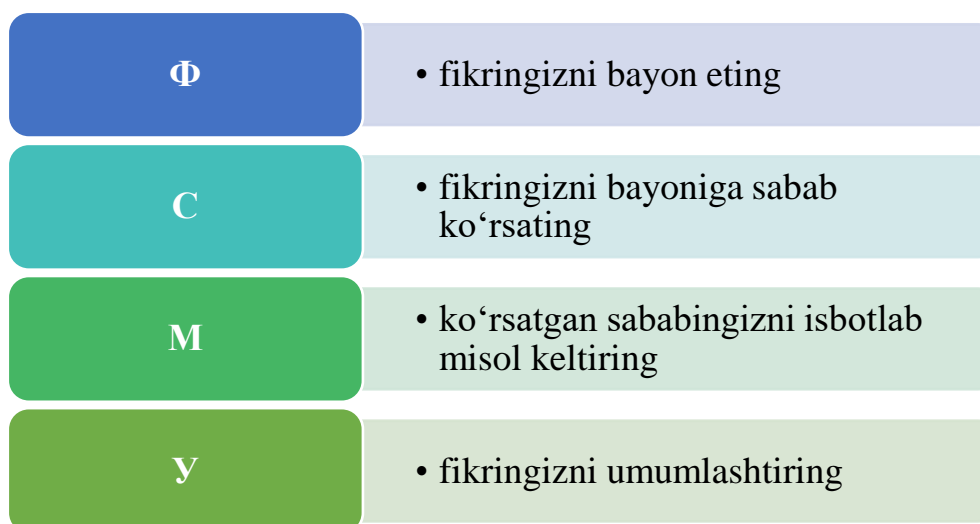 Ф
• fikringizni bayon eting
С
• fikringizni bayoniga sabab
ko‘rsating
М
• ko‘rsatgan sababingizni isbotlab
misol keltiring
У
• fikringizni umumlashtiring